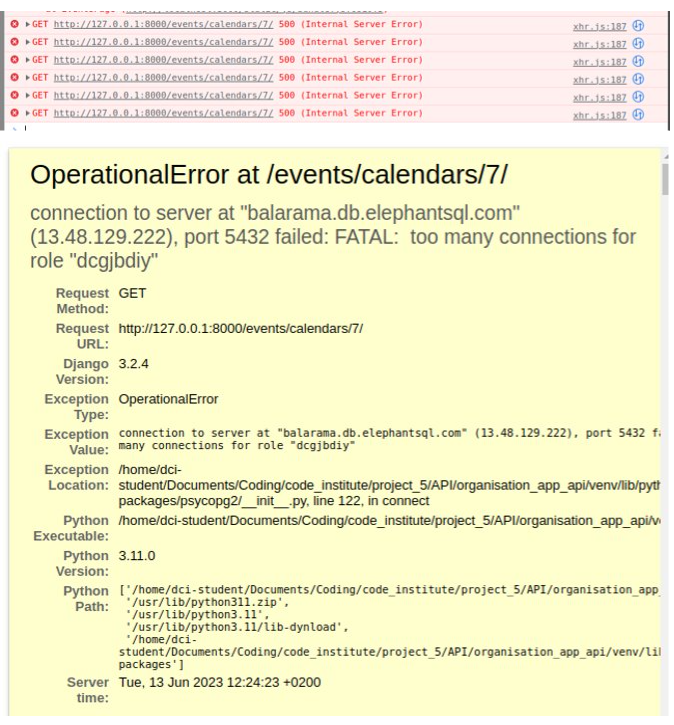 GET http://127.0.0.1:8000/events/calendars/7/ 500 (Internal Server Error) xhr.js:187
GET http://127.0.0.1:8000/events/calendars/7/ 500 (Internal Server Error) xhr.js:187
GET http://127.0.0.1:8000/events/calendars/7/ 500 (Internal Server Error) xhr.js:187
GET http://127.0.0.1:8000/events/calendars/7/ 500 (Internal Server Error) xhr.js:187
GET http://127.0.0.1:8000/events/calendars/7/ 500 (Internal Server Error) xhr.js:187
GET http://127.0.0.1:8000/events/calendars/7/ 500 (Internal Server Error) xhr.js:187
OperationalError at /events/calendars/7/
connection to server at "balarama.db.elephantsql.com"
(13.48.129.222), port 5432 failed: FATAL: too many connections for
role "dcgjbdiy"
Request Method: GET
Request URL: http://127.0.0.1:8000/events/calendars/7/
Django Version: 3.2.4
Exception Type: OperationalError
Exception Value: connection to server at "balarama.db.elephantsql.com" (13.48.129.222), port 5432
many connections for role "dcgjbdiy"
Exception Location: /home/dci-
student/Documents/Coding/code_institute/project_5/API/organisation_app_api/venv/lib/pyth
packages/psycopg2/__init__.py, line 122, in connect
Python Executable: /home/dci-student/Documents/Coding/code_institute/project_5/API/organisation_app_api/v
Python Version: 3.11.0
Python Path: ['/home/dci-student/Documents/Coding/code_institute/project_5/API/organisation_app_
'/usr/lib/python311.zip',
'/usr/lib/python3.11',
'/usr/lib/python3.11/lib-dynload',
'/home/dci-
student/Documents/Coding/code_institute/project_5/API/organisation_app_api/venv/li
packages']
Server time: Tue, 13 Jun 2023 12:24:23 +0200